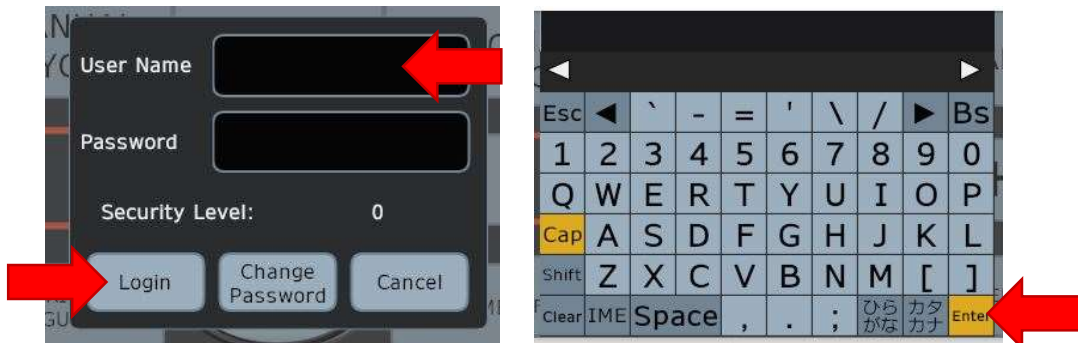 User Name
Password
Security Level: 0
Login Change Password Cancel
Esc ◀ ` - = ' \ / ▶ Bs
1 2 3 4 5 6 7 8 9 0
Q W E R T Y U I O P
Cap A S D F G H J K L
Shift Z X C V B N M [ ]
Clear IME Space , . ; ひらがな カタカナ Enter